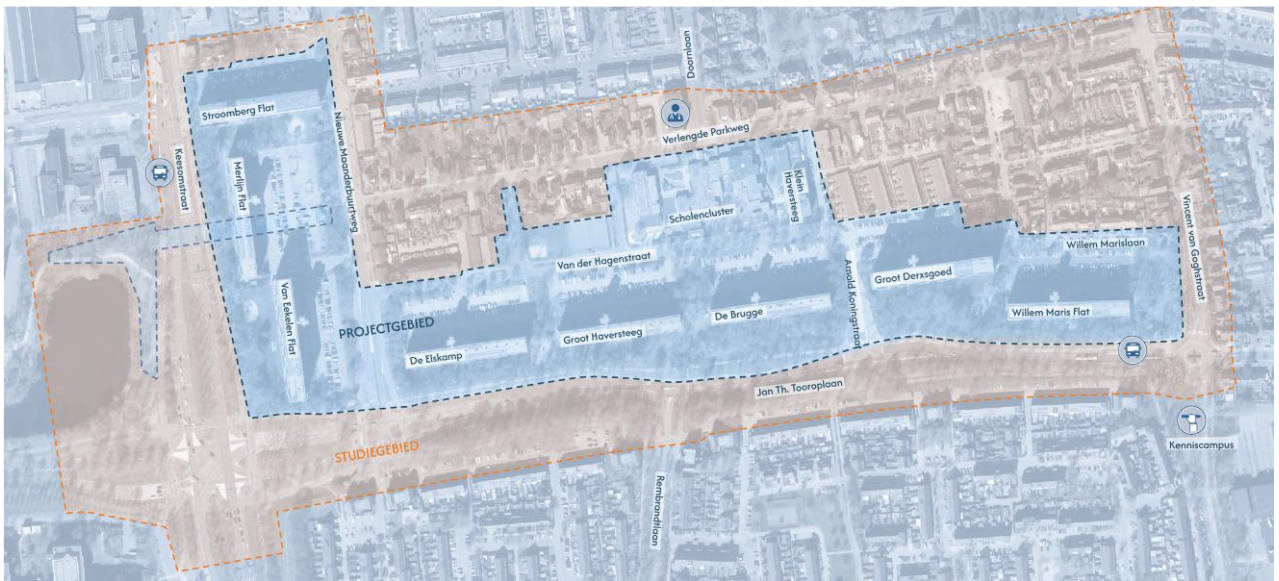 Doornlaan
Stroomberg Flat
Nieuwe Maanderbuurtweg
Verlengde Parkweg
Keesomstraat
Merlijn Flat
Klein
Haversteeg
Scholencluster
Vincent van Goghstraat
Willem Marislaan
Van der Hagenstraat
Arnold Koningstraat
Groot Derxsgoed
Van Eekelen Flat
PROJECTGEBIED
De Brugge
Willem Maris Flat
Groot Haversteeg
De Elskamp
Jan Th. Tooroplaan
STUDIEGEBIED
Kenniscampus
Rembrandtlaan